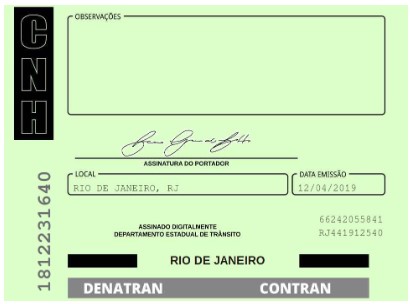 CNH
OBSERVAÇÕES
ASSINATURA DO PORTADOR
LOCAL
RIO DE JANEIRO, RJ
DATA EMISSÃO
12/04/2019
1812231640
ASSINADO DIGITALMENTE
DEPARTAMENTO ESTADUAL DE TRÂNSITO
66242055841
RJ441912540
RIO DE JANEIRO
DENATRAN
CONTRAN